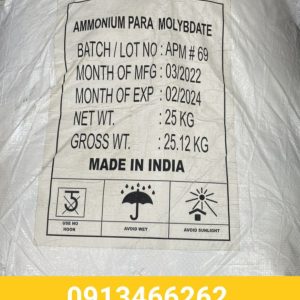 AMMONIUM PARA MOLYBDATE
BATCH / LOT NO : APM # 69
MONTH OF MFG : 03/2022
MONTH OF EXP : 02/2024
NET WT. : 25 KG
GROSS WT. : 25.12 KG
MADE IN INDIA
USE NO HOOK
AVOID WET
AVOID SUNLIGHT
0913466262